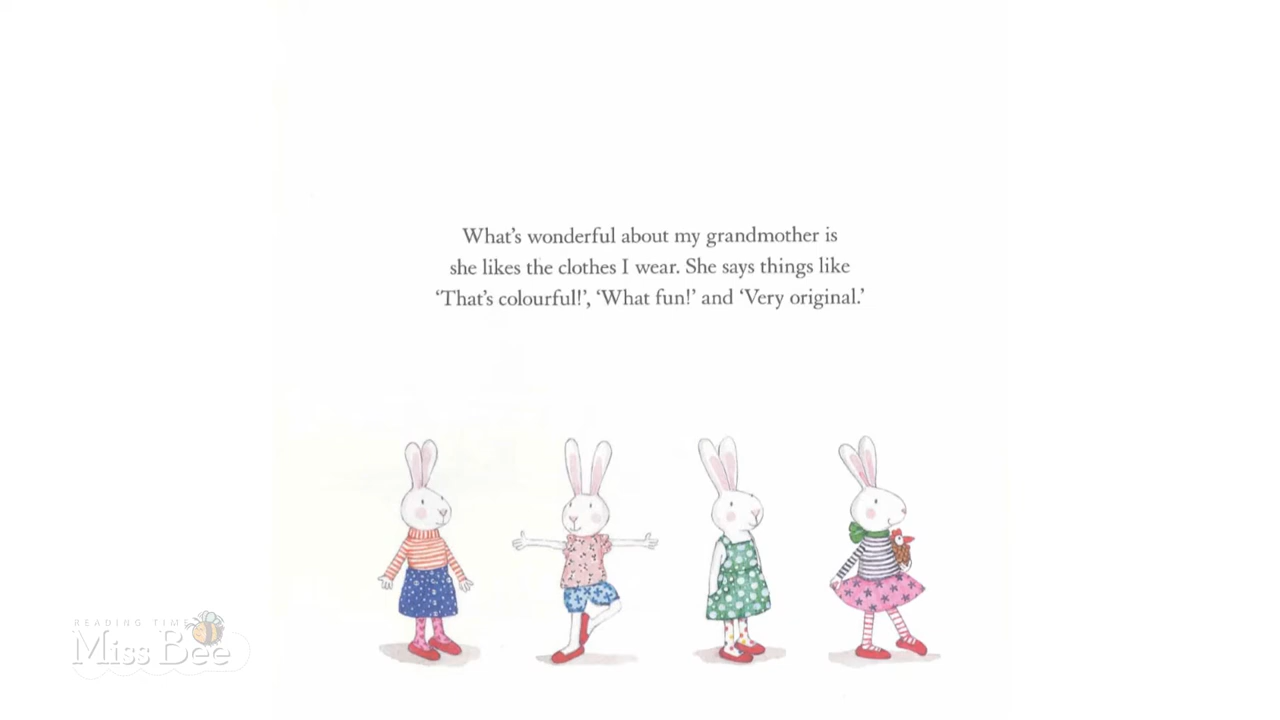 What's wonderful about my grandmother is
she likes the clothes I wear. She says things like
‘That's colourful!’, ‘What fun!’ and ‘Very original.’
READING TIME
Miss Bee